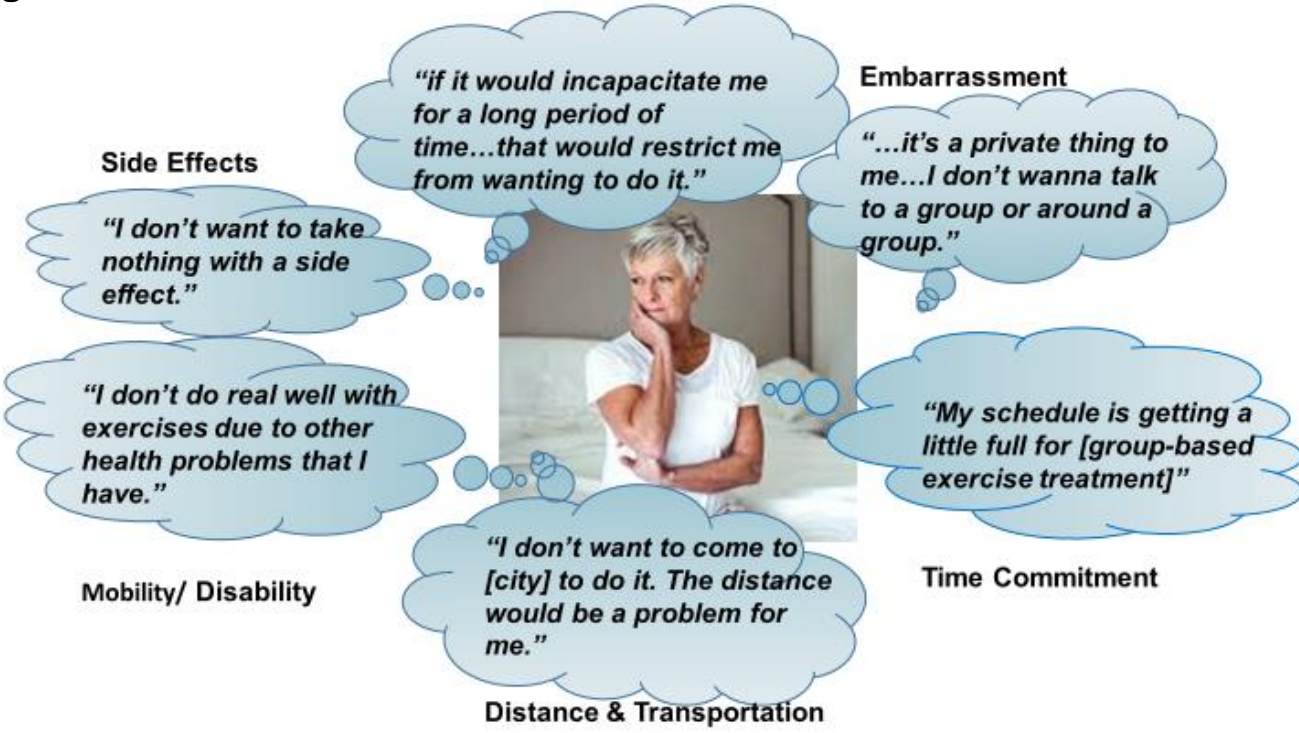 “if it would incapacitate me
for a long period of
time…that would restrict me
from wanting to do it.”
Embarrassment
“…it’s a private thing to
me…I don’t wanna talk
to a group or around a
group.”
Side Effects
“I don’t want to take
nothing with a side
effect.”
“I don’t do real well with
exercises due to other
health problems that I
have.”
Mobility/ Disability
“My schedule is getting a
little full for [group-based
exercise treatment]”
Time Commitment
“I don’t want to come to
[city] to do it. The distance
would be a problem for
me.”
Distance & Transportation